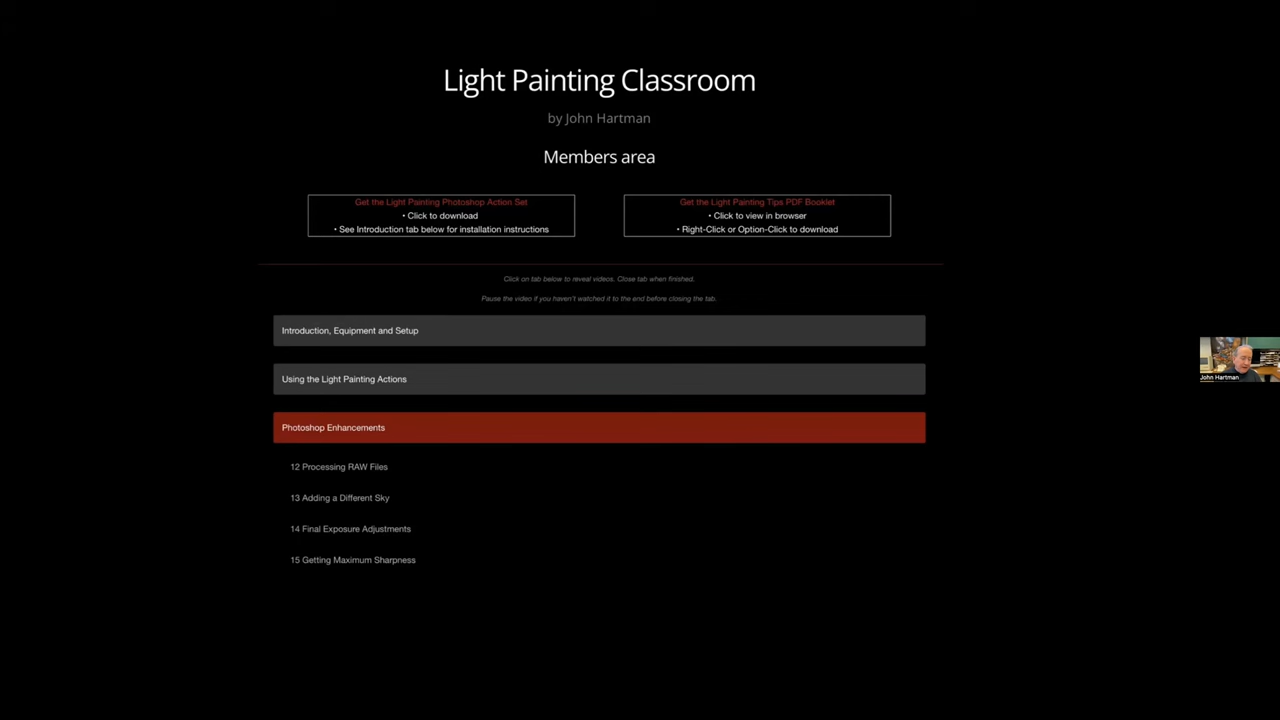 Light Painting Classroom
by John Hartman
Members area
Get the Light Painting Photoshop Action Set
• Click to download
• See Introduction tab below for installation instructions
Get the Light Painting Tips PDF Booklet
• Click to view in browser
• Right-Click or Option-Click to download
Click on tab below to reveal videos. Close tab when finished.
Pause the video if you haven't watched it to the end before closing the tab.
Introduction, Equipment and Setup
Using the Light Painting Actions
Photoshop Enhancements
12 Processing RAW Files
13 Adding a Different Sky
14 Final Exposure Adjustments
15 Getting Maximum Sharpness
John Hartman